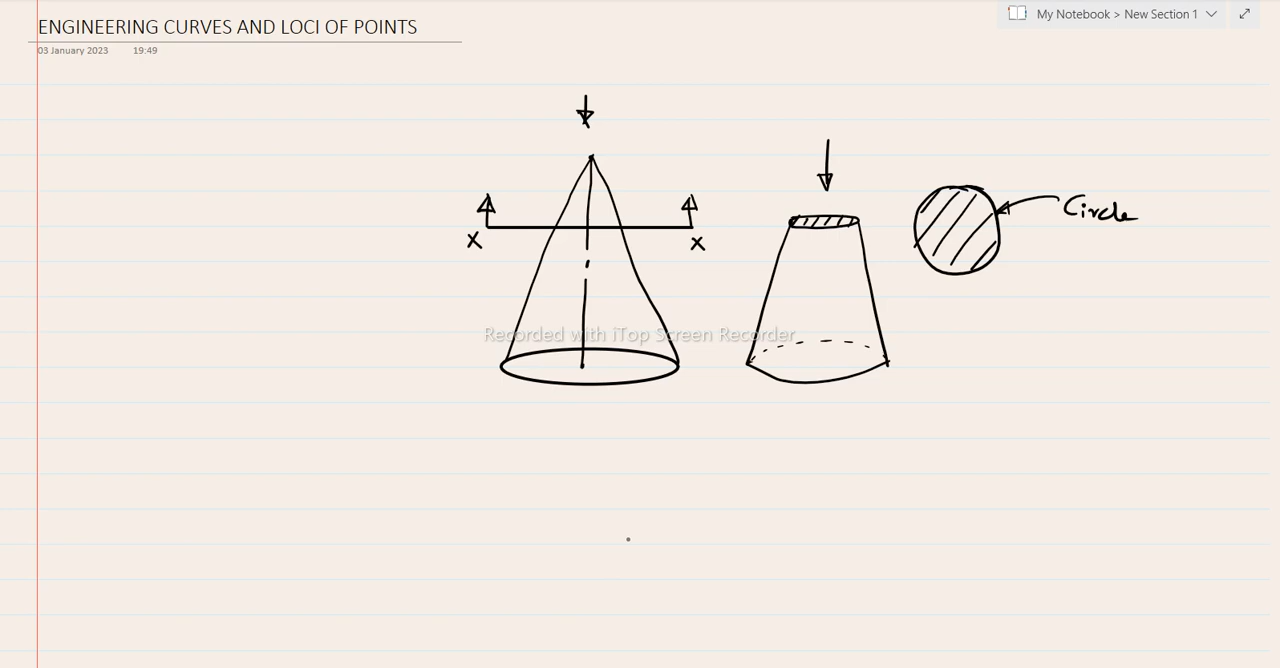 ENGINEERING CURVES AND LOCI OF POINTS
My Notebook > New Section 1
03 January 2023 19:49
X X
Circle
Recorded with iTop Screen Recorder